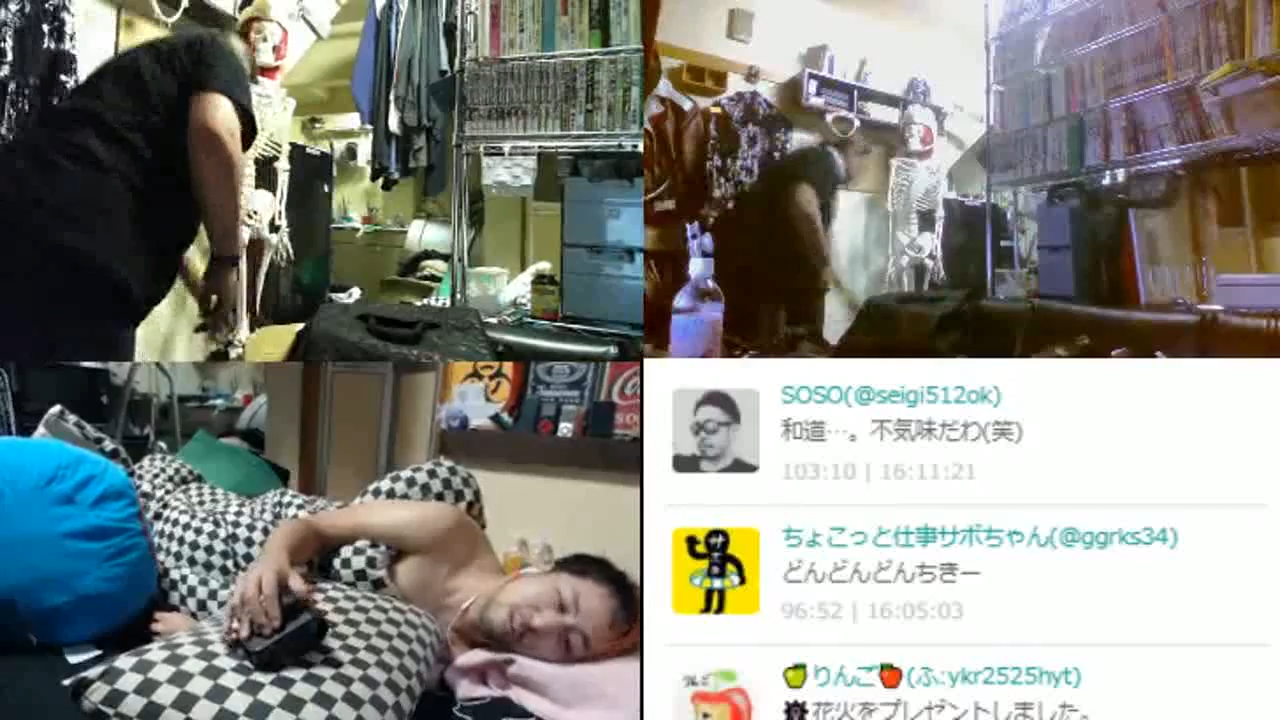 SOSO(@seigi512ok)
和道…。不気味だわ(笑)
103:10 | 16:11:21
ちょこっと仕事サボちゃん(@ggrks34)
どんどんどんちきー
96:52 | 16:05:03
🍏りんご🍎(ふ:ykr2525hyt)
花火をプレゼントしました。